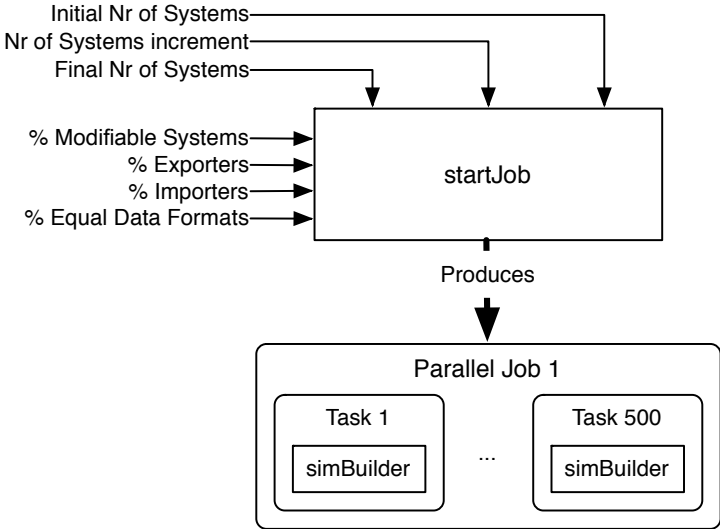 Initial Nr of Systems
Nr of Systems increment
Final Nr of Systems
% Modifiable Systems
% Exporters
% Importers
% Equal Data Formats
startJob
Produces
Parallel Job 1
Task 1
...
Task 500
simBuilder
simBuilder